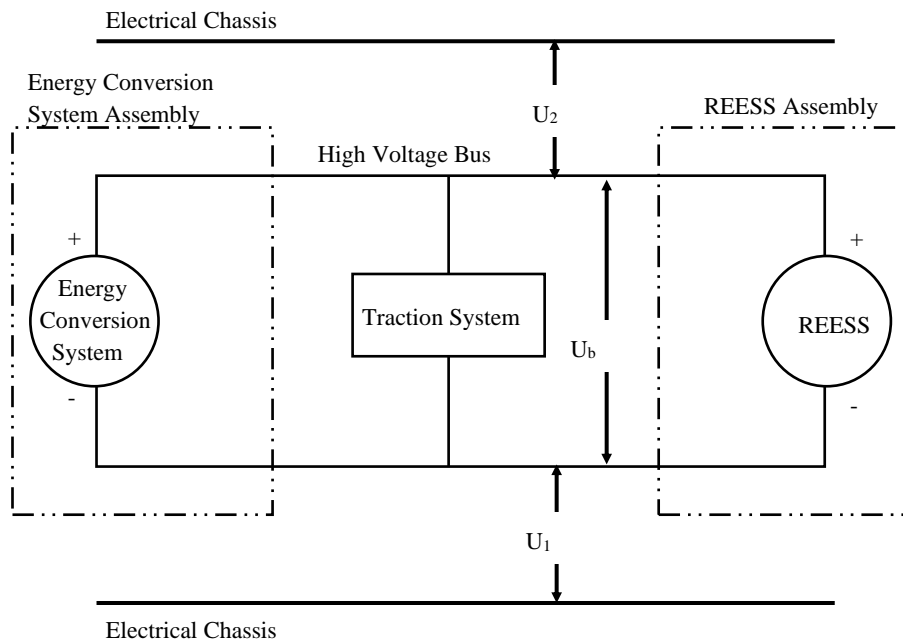 Electrical Chassis
Energy Conversion
System Assembly
U2
REESS Assembly
High Voltage Bus
+
+
Energy
Conversion
System
Traction System
REESS
Ub
-
-
U1
Electrical Chassis